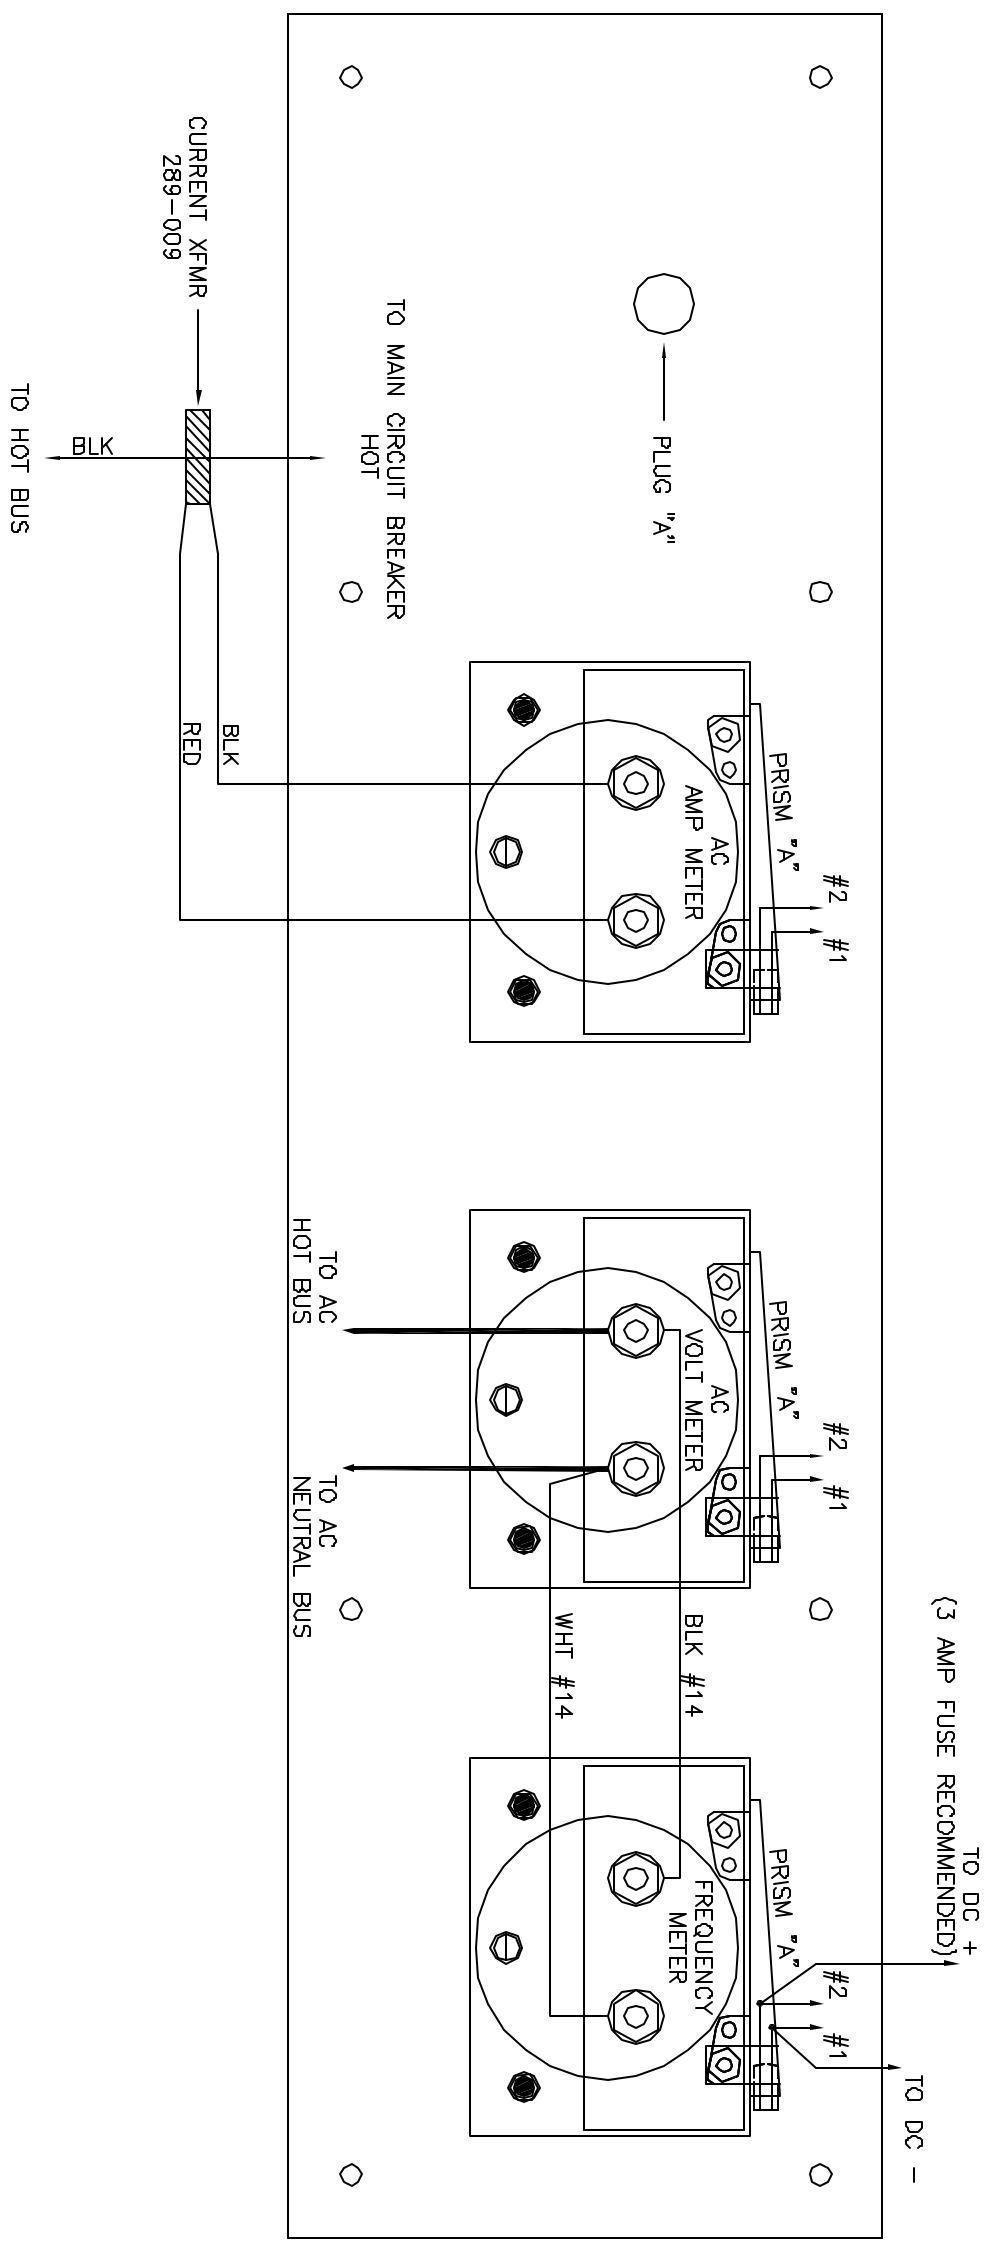 CURRENT XFMR
289-009
TO HOT BUS
BLK
TO MAIN CIRCUIT BREAKER
HOT
PLUG "A"
BLK
RED
AC
AMP METER
PRISM "A"
#2
#1
TO AC
HOT BUS
TO AC
NEUTRAL BUS
AC
VOLT METER
PRISM "A"
#2
#1
BLK #14
WHT #14
FREQUENCY
METER
PRISM "A"
#2
#1
TO DC +
(3 AMP FUSE RECOMMENDED)
TO DC -